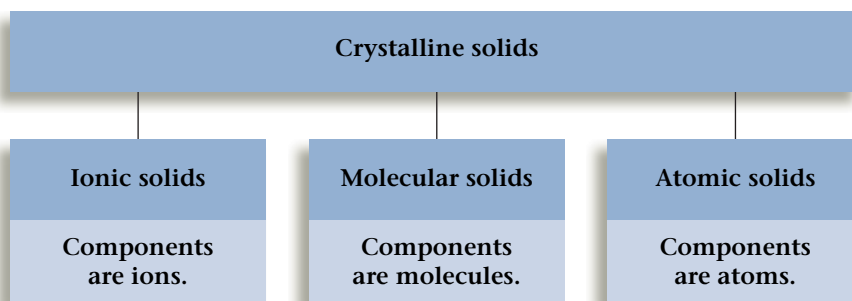 Crystalline solids
Ionic solids
Components
are ions.
Molecular solids
Components
are molecules.
Atomic solids
Components
are atoms.